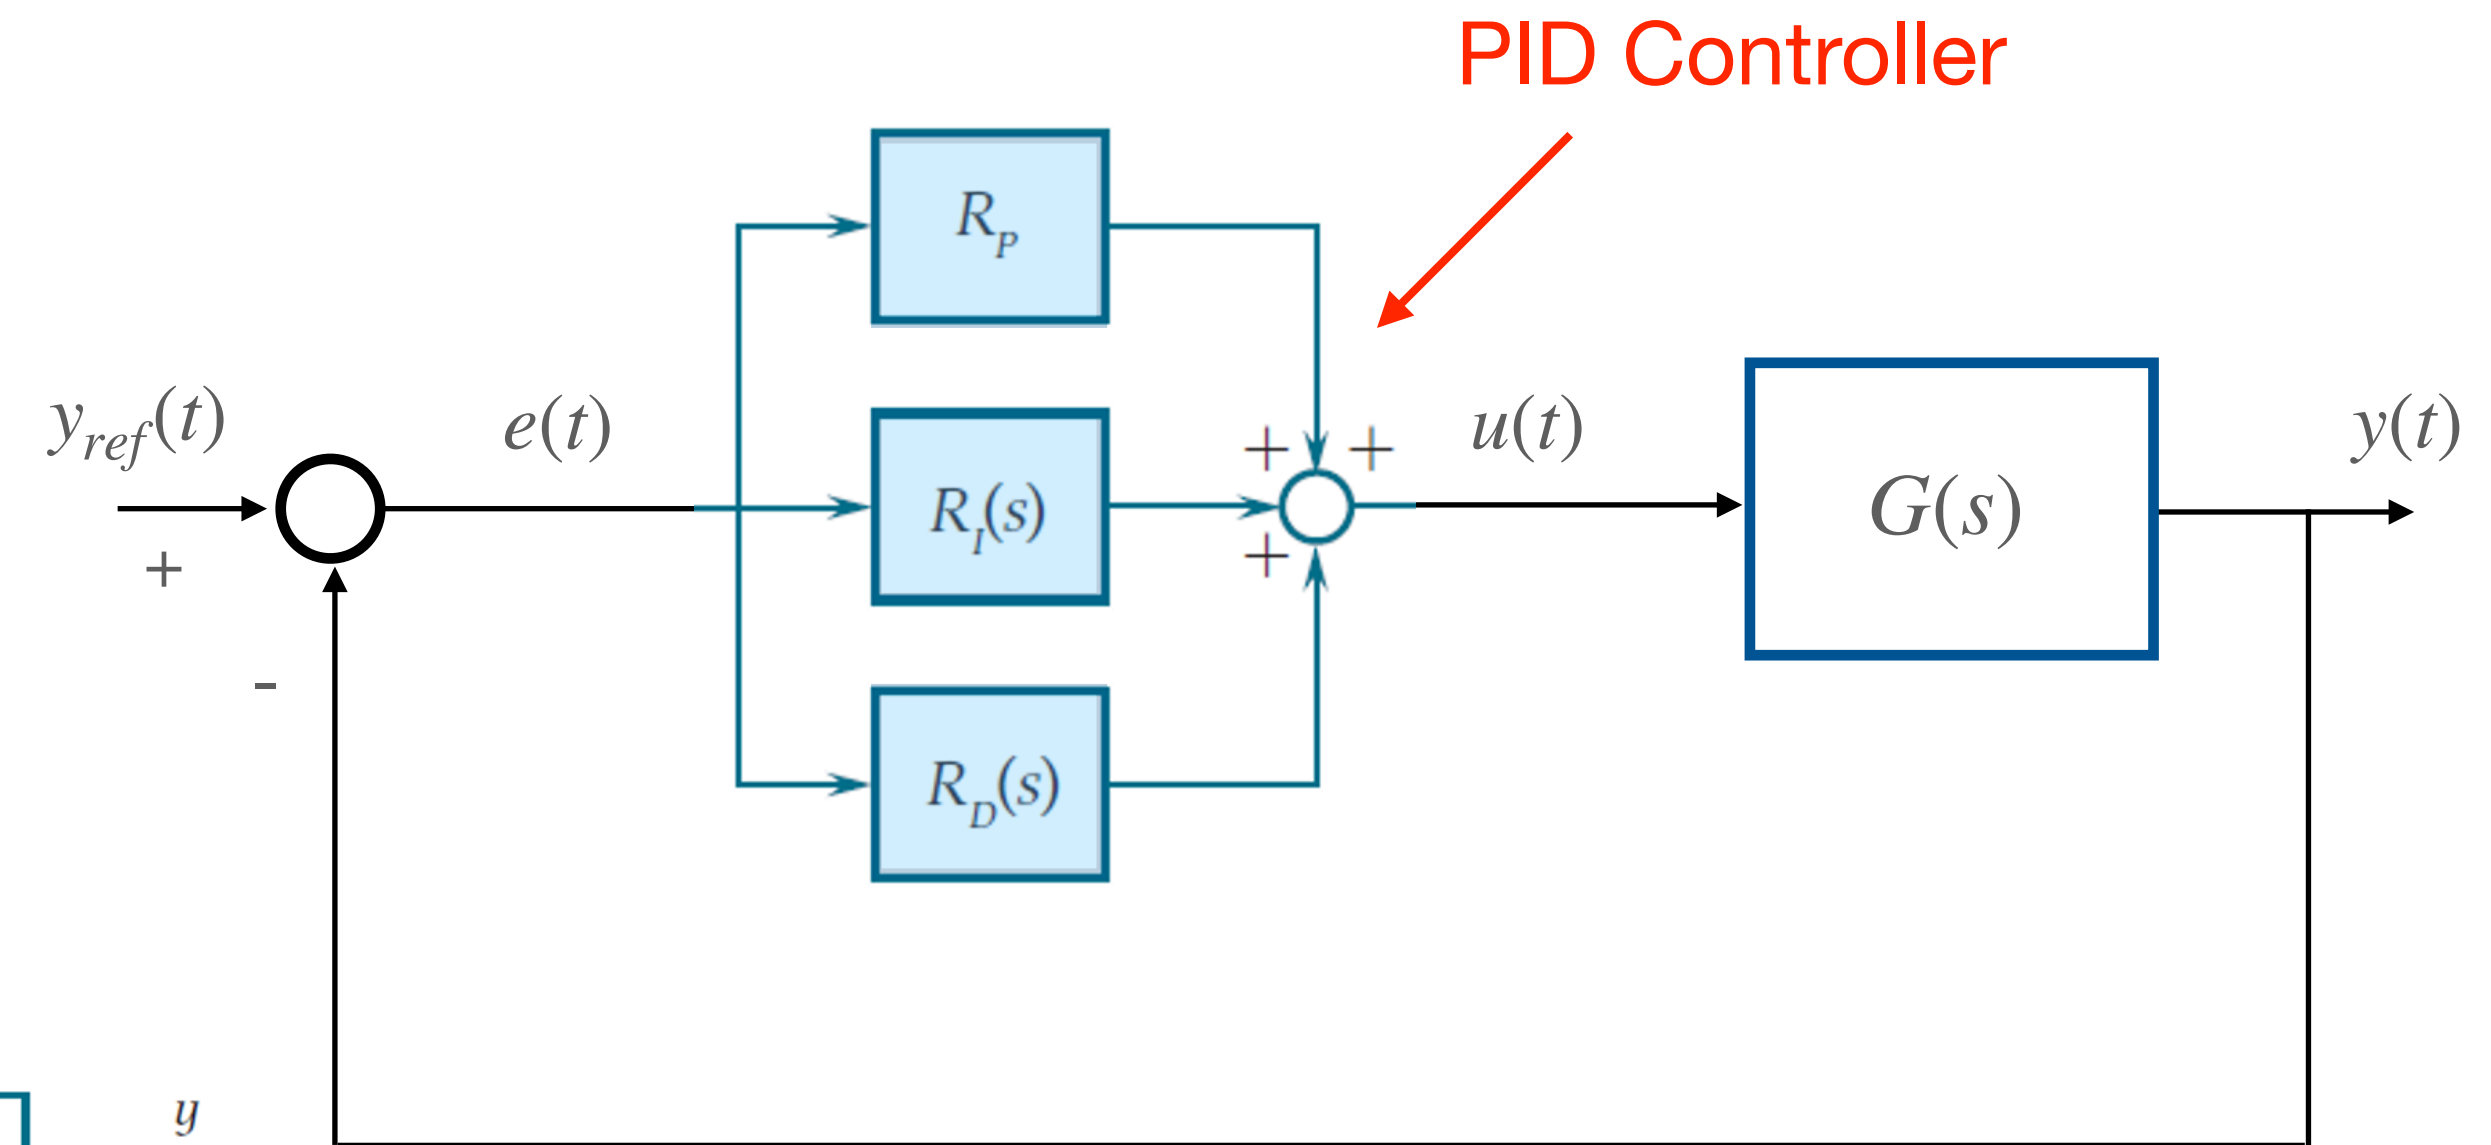 PID Controller
R_P
y_ref(t)
e(t)
+ +
u(t)
y(t)
R_I(s)
G(s)
+
+
-
R_D(s)
y